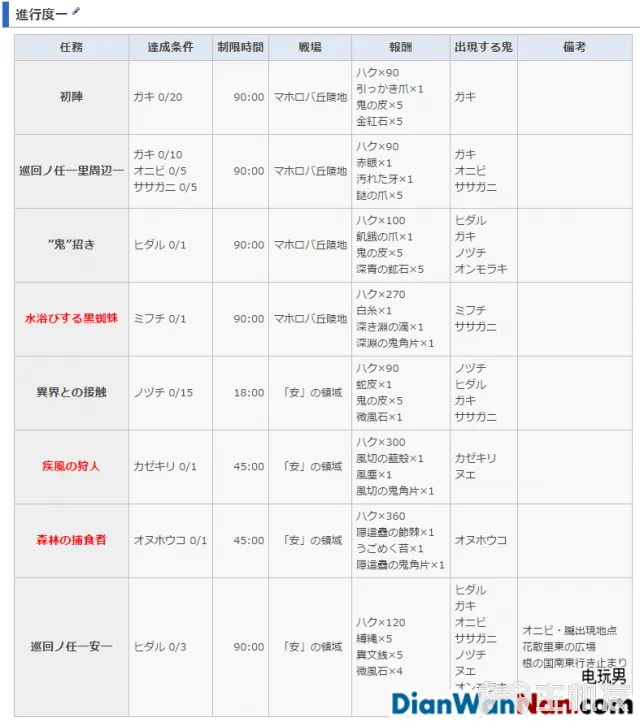 進行度一
任務 達成条件 制限時間 戦場 報酬 出現する鬼 備考
初陣 ガキ 0/20 90:00 マホロバ丘陵地 ハク×90 ガキ
引っかき爪×1
鬼の皮×5
金紅石×5
巡回ノ任―里周辺― ガキ 0/10 90:00 マホロバ丘陵地 ハク×90 ガキ
オニビ 0/5 赤眼×1 オニビ
ササガニ 0/5 汚れた牙×1 ササガニ
鎹の爪×5
”鬼”招き ヒダル 0/1 90:00 マホロバ丘陵地 ハク×100 ヒダル
飢餓の爪×1 ガキ
鬼の皮×5 ノヅチ
深青の鉱石×5 オンモラキ
水浴びする黒蜘蛛 ミフチ 0/1 90:00 マホロバ丘陵地 ハク×270 ミフチ
白糸×1 ササガニ
深き淵の滴×1
深淵の鬼角片×1
異界との接触 ノヅチ 0/15 18:00 「安」の領域 ハク×90 ノヅチ
蛇皮×1 ヒダル
鬼の皮×5 ガキ
微風石×1 ササガニ
疾風の狩人 カゼキリ 0/1 45:00 「安」の領域 ハク×300 カゼキリ
風切の藍殻×1 ヌエ
風塵×1
風切の鬼角片×1
森林の捕食者 オヌホウコ 0/1 45:00 「安」の領域 ハク×360 オヌホウコ
隠這蠱の節棘×1
うごめく苔×1
隠這蠱の鬼角片×1
巡回ノ任―安― ヒダル 0/3 90:00 「安」の領域 ハク×120 ヒダル
縛縄×5 ガキ
異文銭×5 オニビ
微風石×4 ササガニ
ノヅチ
ヌエ
オンモラキ
オニビ・朧出現地点
花散里東の広場
根の国南東行き止まり
电玩男
DianWanNan.com